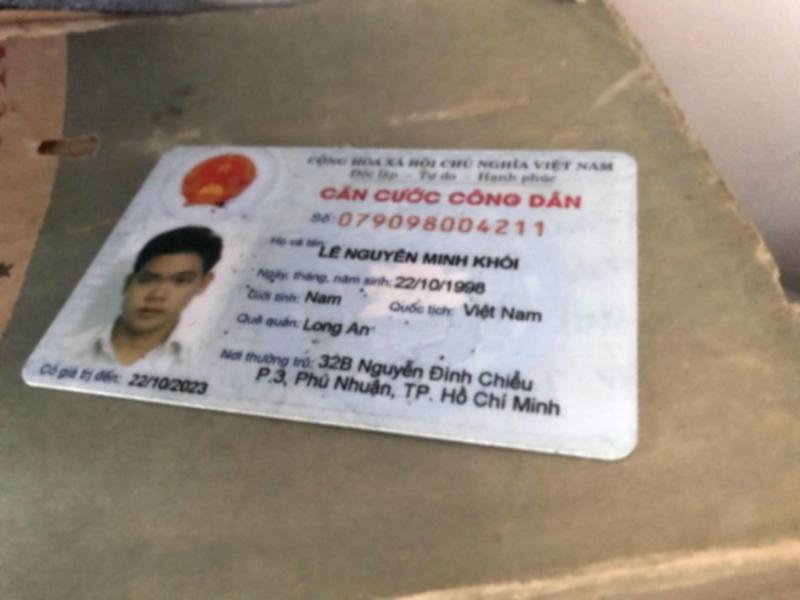 CỘNG HÒA XÃ HỘI CHỦ NGHĨA VIỆT NAM
Độc lập - Tự do - Hạnh phúc
CĂN CƯỚC CÔNG DÂN
Số: 079098004211
Họ và tên: LÊ NGUYÊN MINH KHÔI
Ngày, tháng, năm sinh: 22/10/1998
Giới tính: Nam Quốc tịch: Việt Nam
Quê quán: Long An
Nơi thường trú: 32B Nguyễn Đình Chiểu
P.3, Phú Nhuận, TP. Hồ Chí Minh
Có giá trị đến: 22/10/2023